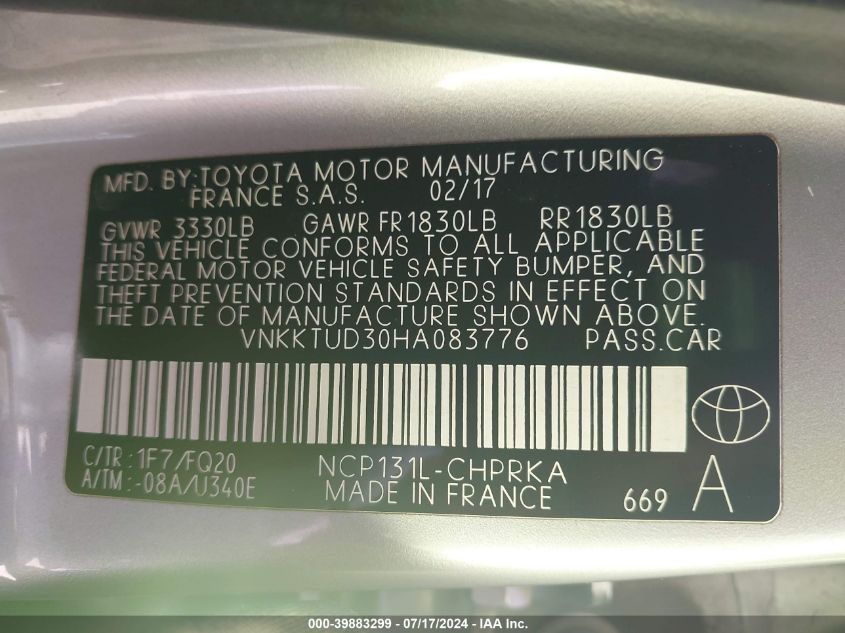 MFD. BY:TOYOTA MOTOR MANUFACTURING
FRANCE S.A.S. 02/17
GVWR 3330LB GAWR FR1830LB RR1830LB
THIS VEHICLE CONFORMS TO ALL APPLICABLE
FEDERAL MOTOR VEHICLE SAFETY BUMPER, AND
THEFT PREVENTION STANDARDS IN EFFECT ON
THE DATE OF MANUFACTURE SHOWN ABOVE.
VNKKTUD30HA083776 PASS.CAR
C/TR : 1F7/FQ20 NCP131L-CHPRKA
A/TM : -08A/U340E MADE IN FRANCE 669 A
000-39883299 / 07/17/2024 - IAA Inc.